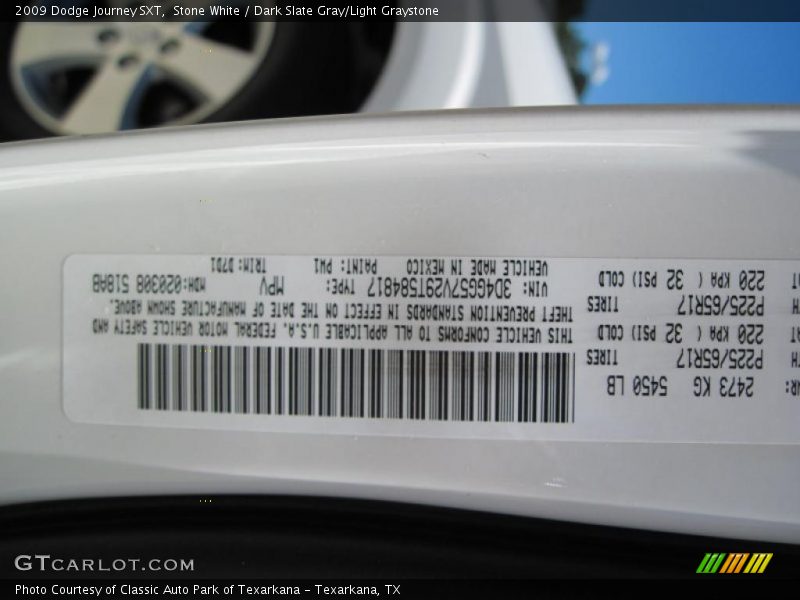 2009 Dodge Journey SXT, Stone White / Dark Slate Gray/Light Graystone
2473 KG 5450 LB
P225/65R17 TIRES
220 KPA ( 32 PSI) COLD
P225/65R17 TIRES
220 KPA ( 32 PSI) COLD
THIS VEHICLE CONFORMS TO ALL APPLICABLE U.S.A. FEDERAL MOTOR VEHICLE SAFETY AND
THEFT PREVENTION STANDARDS IN EFFECT ON THE DATE OF MANUFACTURE SHOWN ABOVE.
VIN: 3D4GG57V29T584817 TYPE: MPV MDH:020308 518AB
VEHICLE MADE IN MEXICO PAINT: PW1 TRIM: D7D1
GTCARLOT.COM
Photo Courtesy of Classic Auto Park of Texarkana - Texarkana, TX